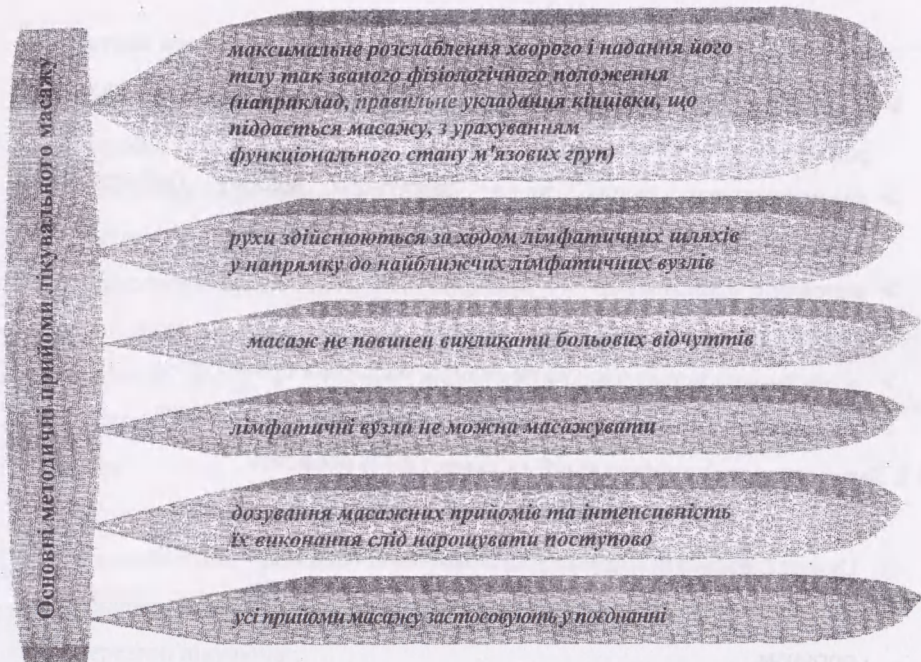 Основні методичні прийоми лікувального масажу
максимальне розслаблення хворого і надання його
тілу так званого фізіологічного положення
(наприклад, правильне укладання кінцівки, що
піддається масажу, з урахуванням
функціонального стану м'язових груп)
рухи здійснюються за ходом лімфатичних шляхів
у напрямку до найближчих лімфатичних вузлів
масаж не повинен викликати больових відчуттів
лімфатичні вузли не можна масажувати
дозування масажних прийомів та інтенсивність
їх виконання слід нарощувати поступово
усі прийоми масажу застосовують у поєднанні